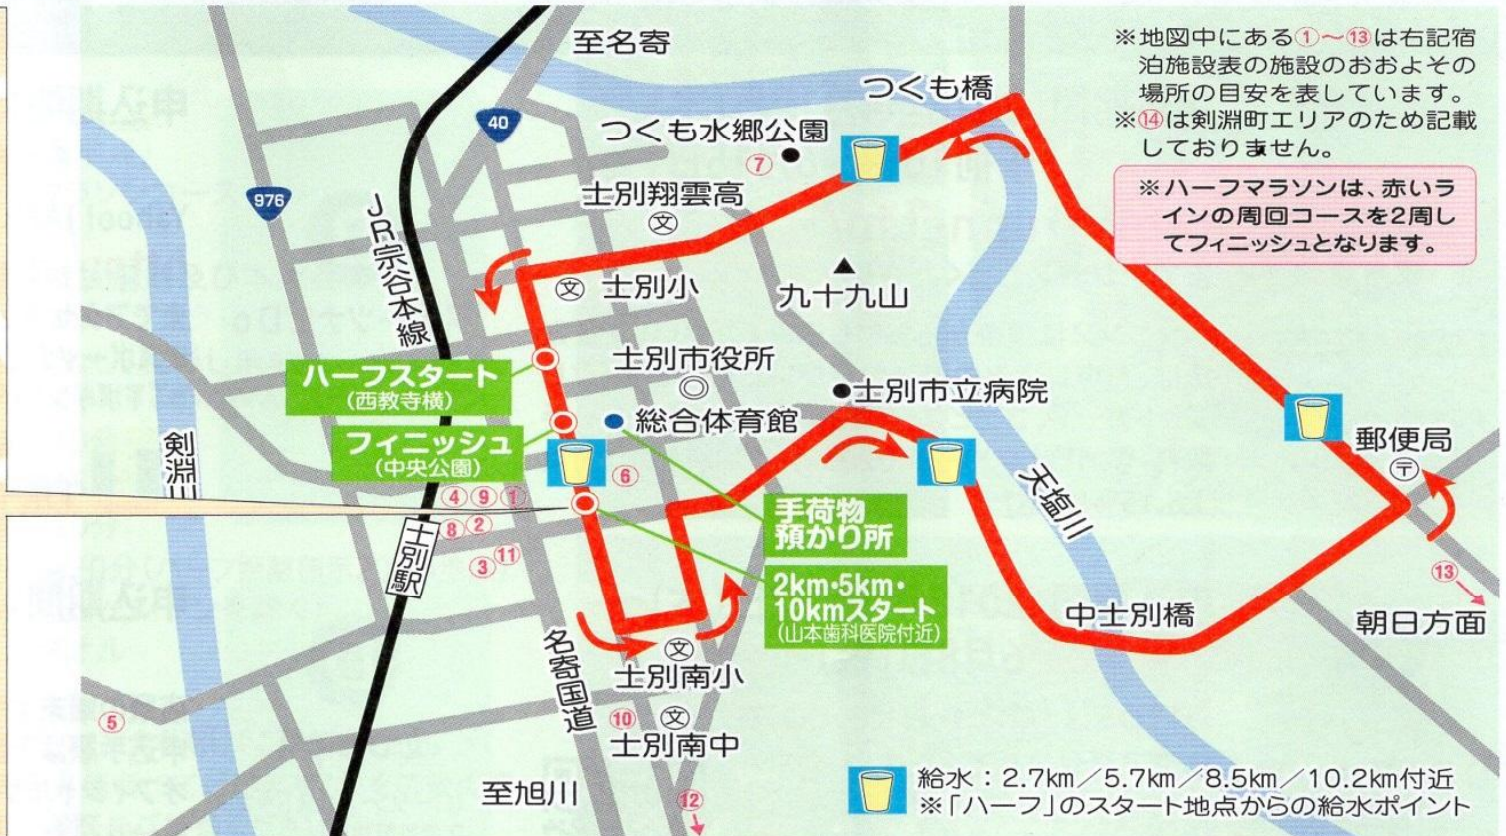 至名寄
※地図中にある①〜⑬は右記宿
泊施設表の施設のおおよその
場所の目安を表しています。
※⑭は剣淵町エリアのため記載
しておりません。
※ハーフマラソンは、赤いラ
インの周回コースを2周し
てフィニッシュとなります。
つくも橋
40
つくも水郷公園
⑦
976
士別翔雲高
文
JR宗谷本線
文
士別小
九十九山
士別市役所
ハーフスタート
(西教寺横)
士別市立病院
総合体育館
フィニッシュ
(中央公園)
剣淵川
郵便局
〒
⑥
④⑨①
⑧②
③⑪
士別駅
天塩川
手荷物
預かり所
2km・5km・
10kmスタート
(山本歯科医院付近)
⑬
中士別橋
朝日方面
名寄国道
文
士別南小
⑤
⑩
文
士別南中
至旭川
⑫
給水：2.7km／5.7km／8.5km／10.2km付近
※「ハーフ」のスタート地点からの給水ポイント